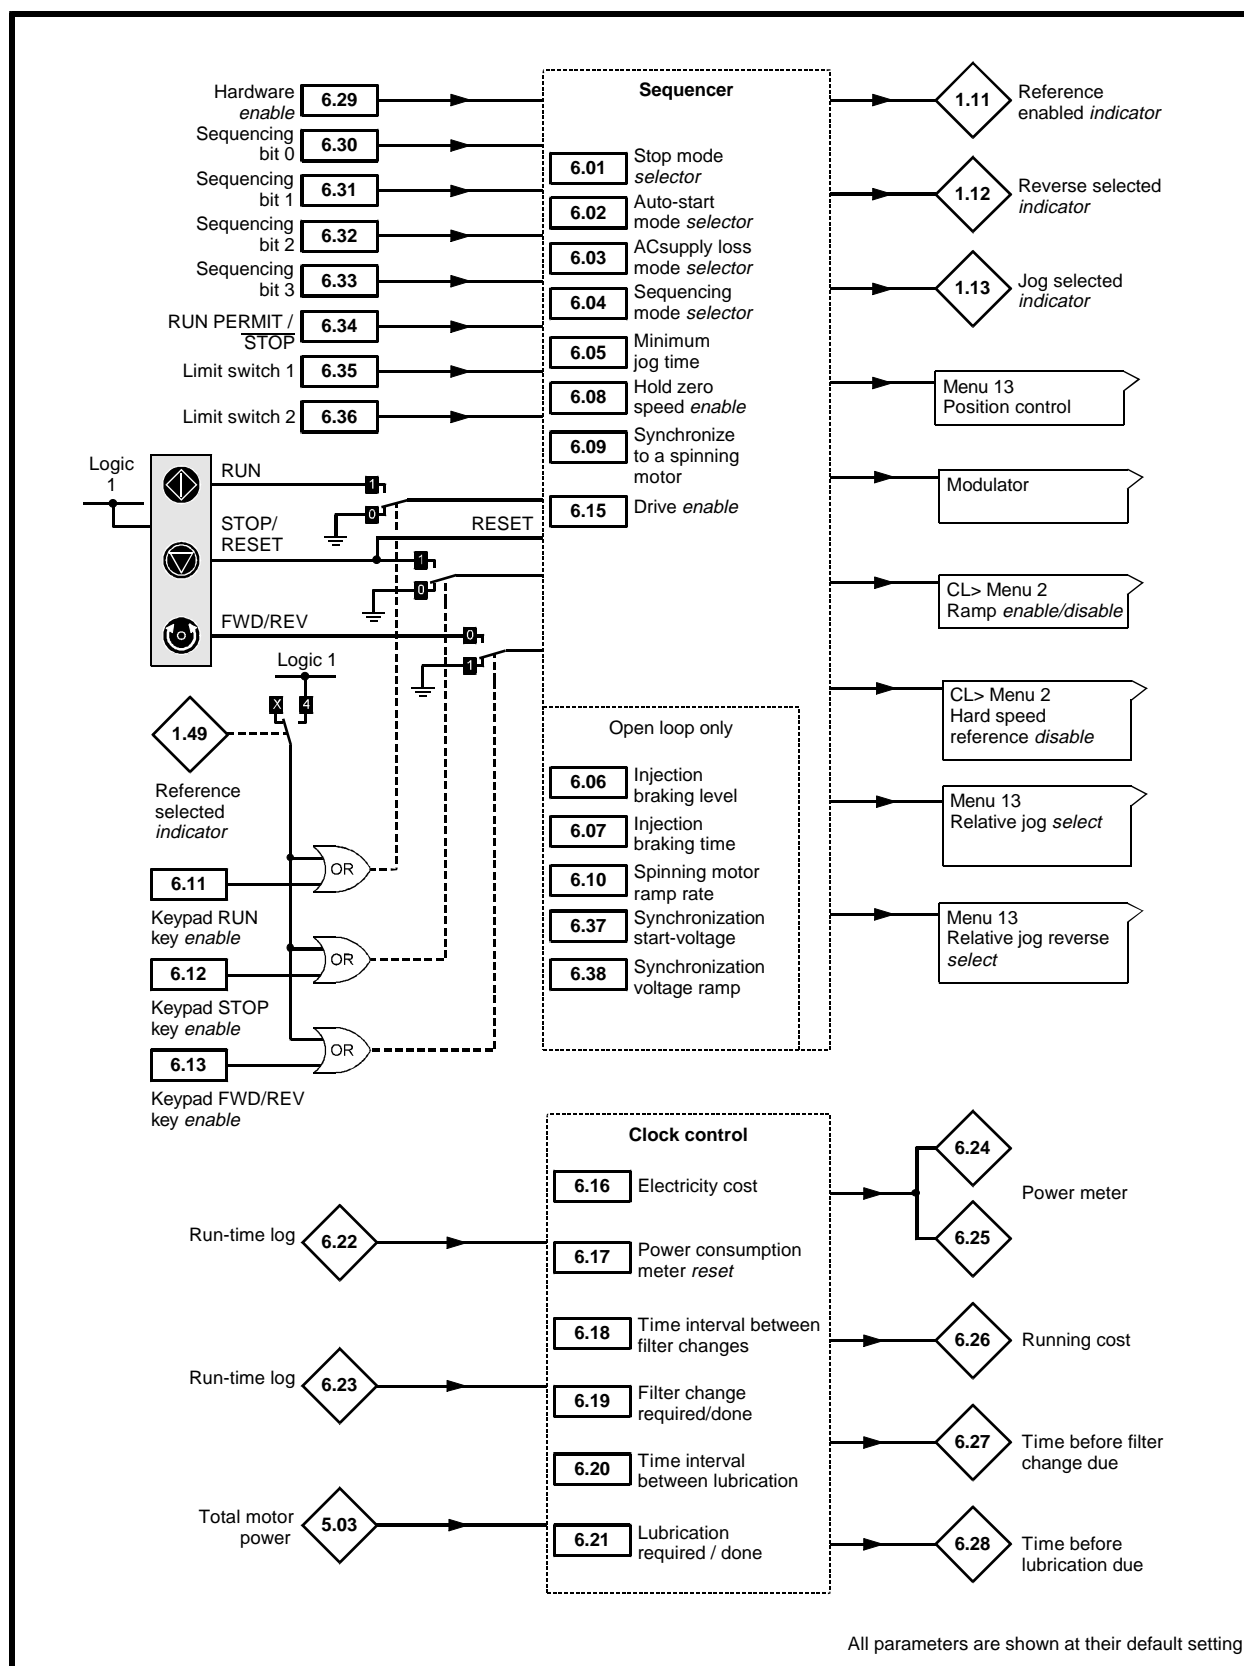 Hardware
enable
6.29
Sequencing
bit 0
6.30
Sequencing
bit 1
6.31
Sequencing
bit 2
6.32
Sequencing
bit 3
6.33
RUN PERMIT /
STOP
6.34
Limit switch 1
6.35
Limit switch 2
6.36
Logic
1
RUN
STOP/
RESET
FWD/REV
RESET
1
0
1
0
0
1
Logic 1
X
4
1.49
Reference
selected
indicator
OR
6.11
Keypad RUN
key enable
OR
6.12
Keypad STOP
key enable
OR
6.13
Keypad FWD/REV
key enable
Sequencer
6.01
Stop mode
selector
6.02
Auto-start
mode selector
6.03
ACsupply loss
mode selector
6.04
Sequencing
mode selector
6.05
Minimum
jog time
6.08
Hold zero
speed enable
6.09
Synchronize
to a spinning
motor
6.15
Drive enable
Open loop only
6.06
Injection
braking level
6.07
Injection
braking time
6.10
Spinning motor
ramp rate
6.37
Synchronization
start-voltage
6.38
Synchronization
voltage ramp
1.11
Reference
enabled indicator
1.12
Reverse selected
indicator
1.13
Jog selected
indicator
Menu 13
Position control
Modulator
CL> Menu 2
Ramp enable/disable
CL> Menu 2
Hard speed
reference disable
Menu 13
Relative jog select
Menu 13
Relative jog reverse
select
Run-time log
6.22
Run-time log
6.23
Total motor
power
5.03
Clock control
6.16
Electricity cost
6.17
Power consumption
meter reset
6.18
Time interval between
filter changes
6.19
Filter change
required/done
6.20
Time interval
between lubrication
6.21
Lubrication
required / done
6.24
Power meter
6.25
6.26
Running cost
6.27
Time before filter
change due
6.28
Time before
lubrication due
All parameters are shown at their default setting